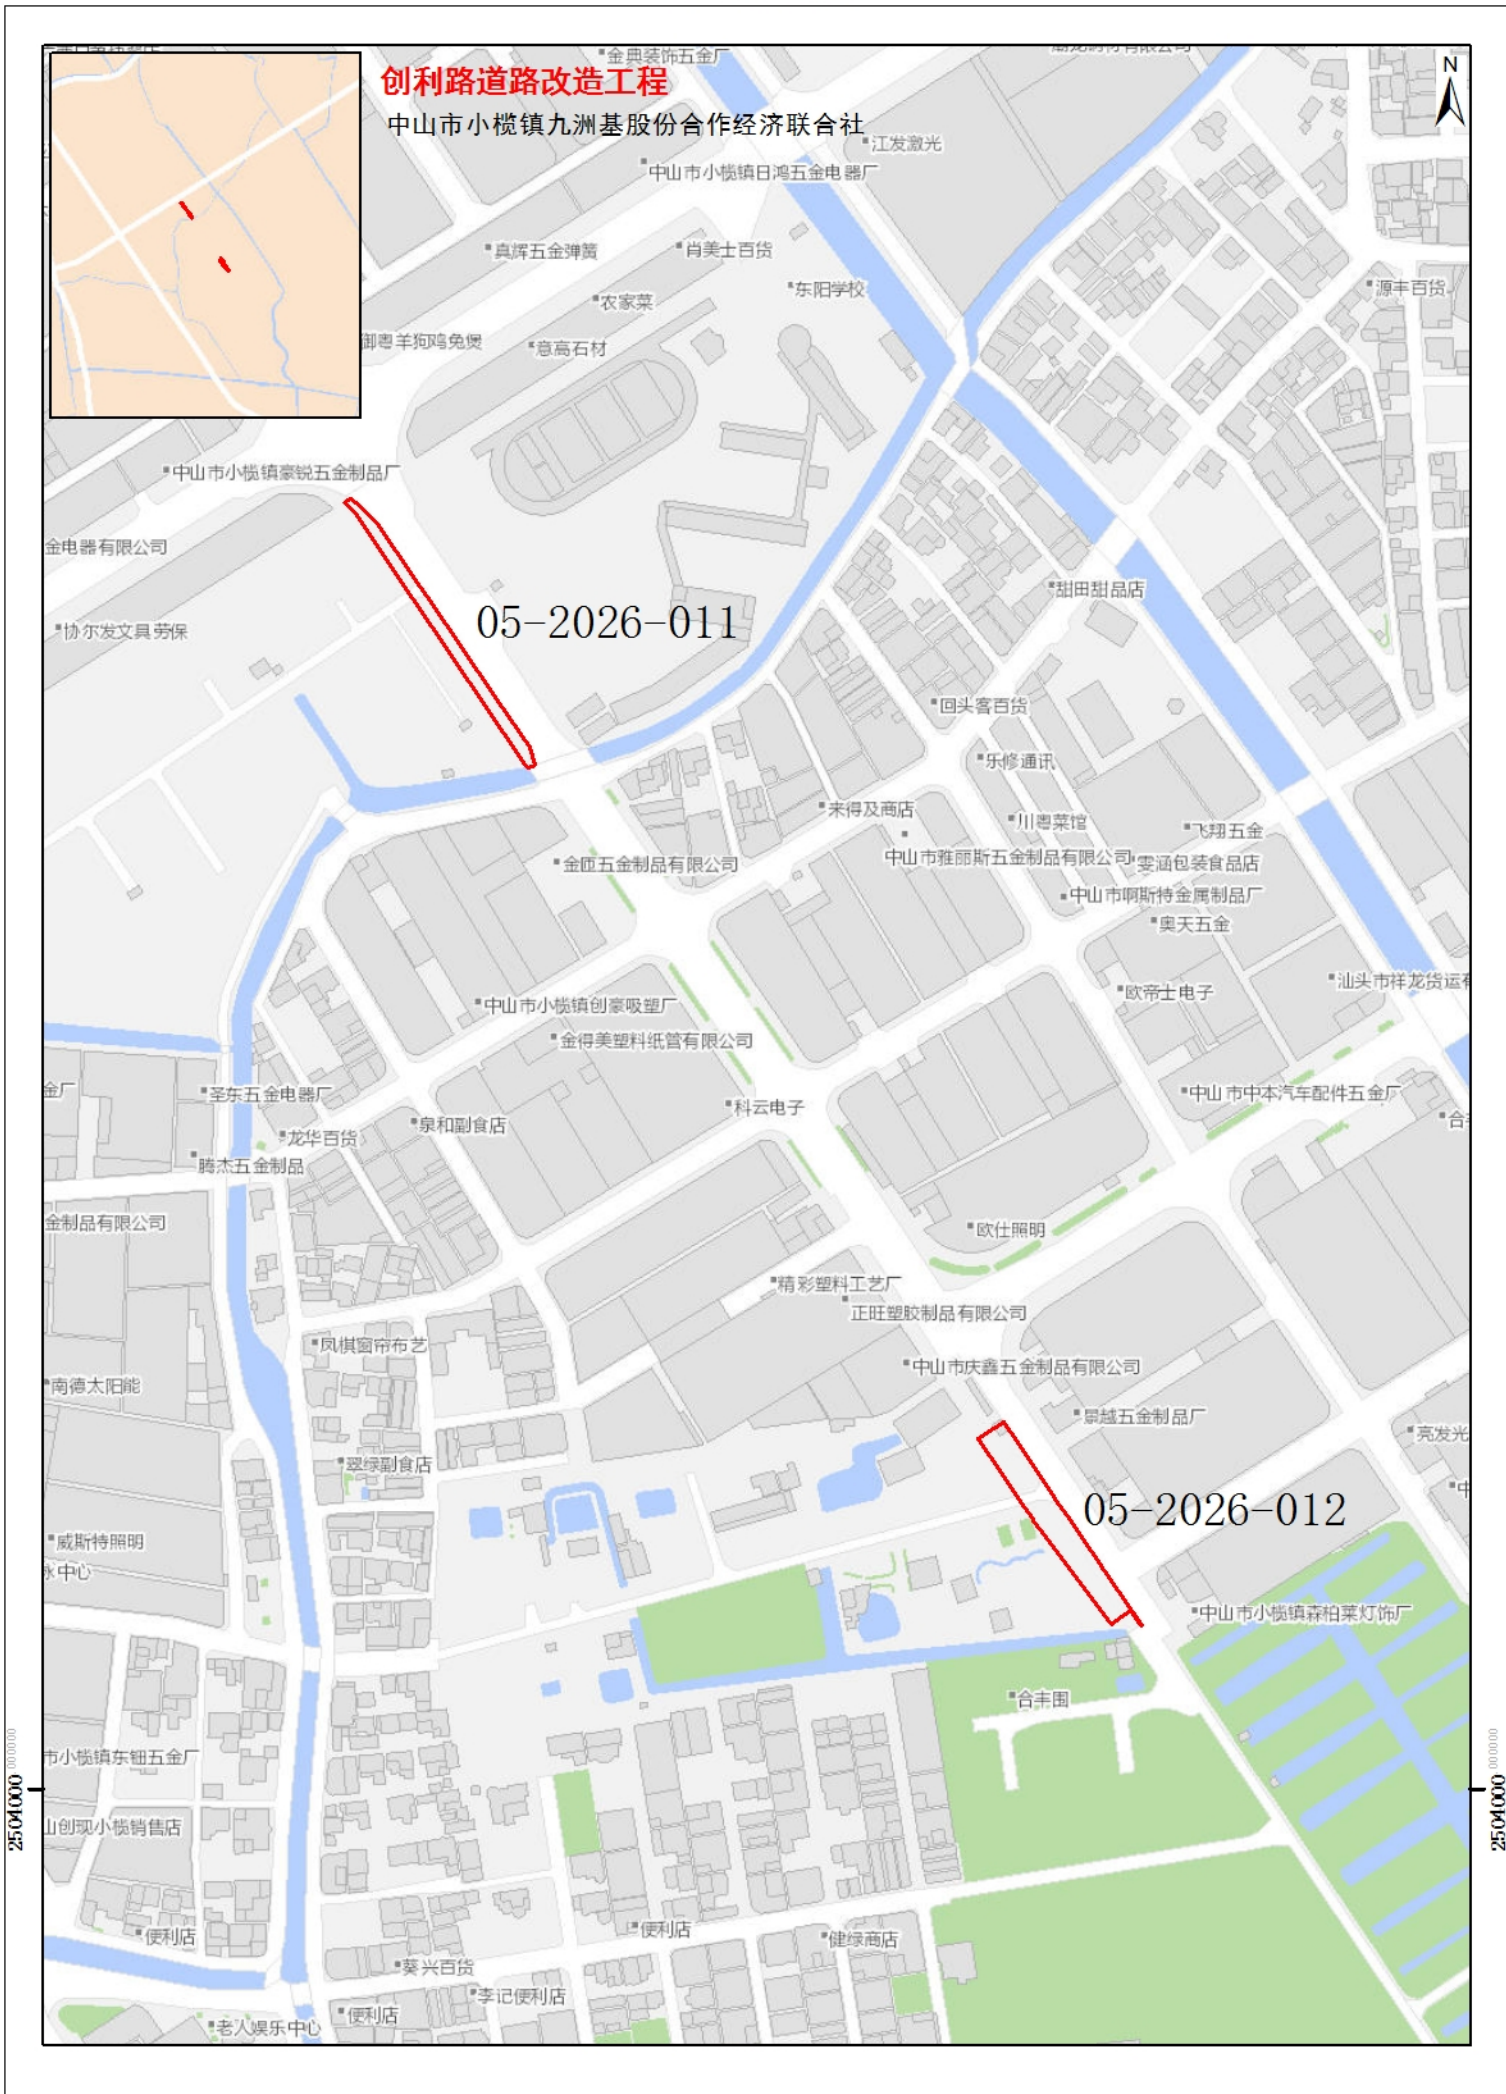 金典装饰五金厂
创利路道路改造工程
中山市小榄镇九洲基股份合作经济联合社
N
江发激光
中山市小榄镇日鸿五金电器厂
真辉五金弹簧
肖美士百货
东阳学校
源丰百货
农家菜
御粤羊狗鸡兔煲
意高石材
中山市小榄镇豪锐五金制品厂
金电器有限公司
甜田甜品店
协尔发文具劳保
05-2026-011
回头客百货
乐修通讯
来得及商店
川粤菜馆
飞翔五金
金匝五金制品有限公司
中山市雅丽斯五金制品有限公司
雯涵包装食品店
中山市啊斯特金属制品厂
奥天五金
汕头市祥龙货运有
欧帝士电子
中山市小榄镇创豪吸塑厂
金得美塑料纸管有限公司
金厂
圣东五金电器厂
中山市中本汽车配件五金厂
科云电子
合丰
泉和副食店
龙华百货
腾杰五金制品
金制品有限公司
欧仕照明
精彩塑料工艺厂
正旺塑胶制品有限公司
凤棋窗帘布艺
中山市庆鑫五金制品有限公司
南德太阳能
景越五金制品厂
亮发光
翠绿副食店
中
05-2026-012
威斯特照明
泳中心
中山市小榄镇森柏莱灯饰厂
合丰围
市小榄镇东钿五金厂
2504000 000000
2504000 000000
山创现小榄销售店
便利店
便利店
健绿商店
葵兴百货
李记便利店
便利店
老人娱乐中心